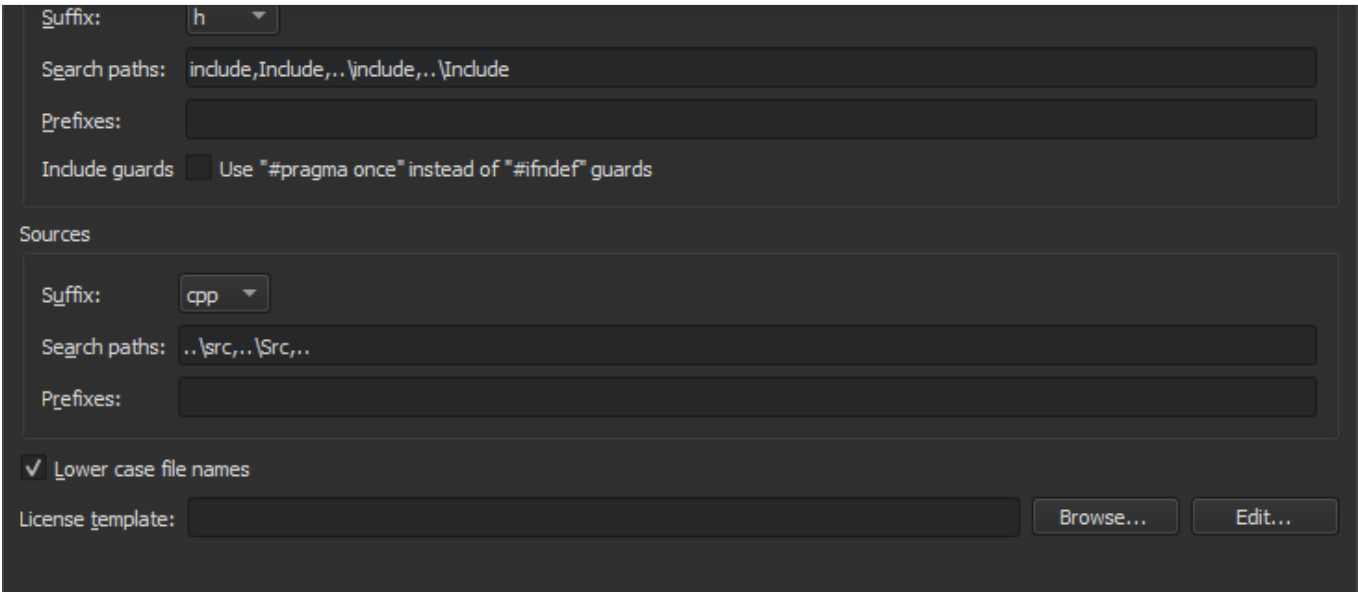 Suffix: h
Search paths: include,Include,..\include,..\Include
Prefixes:
Include guards Use "#pragma once" instead of "#ifndef" guards
Sources
Suffix: cpp
Search paths: ..\src,..\Src,..
Prefixes:
Lower case file names
License template: Browse... Edit...